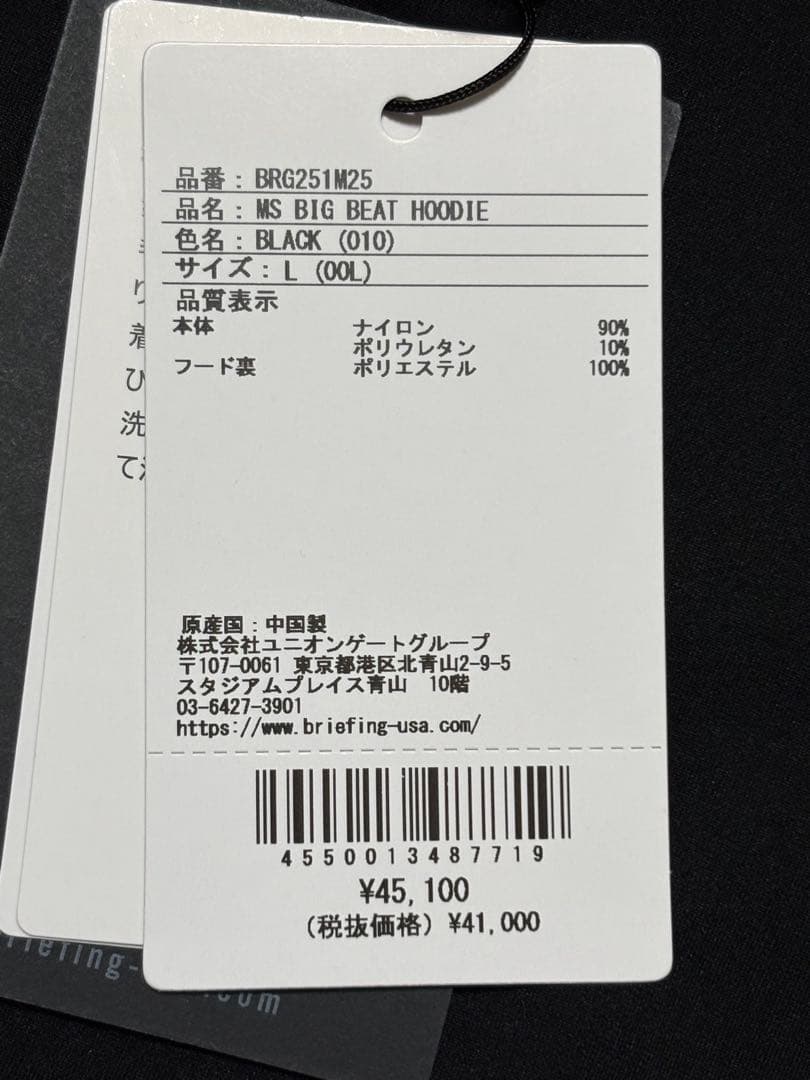 品番：BRG251M25
品名：MS BIG BEAT HOODIE
色名：BLACK (010)
サイズ：L (00L)
品質表示
本体 ナイロン 90%
ポリウレタン 10%
フード裏 ポリエステル 100%
原産国：中国製
株式会社ユニオンゲートグループ
〒107-0061 東京都港区北青山2-9-5
スタジアムプレイス青山 10階
03-6427-3901
https://www.briefing-usa.com/
4550013487719
¥45,100
(税抜価格) ¥41,000
り
着
ひ
洗
て